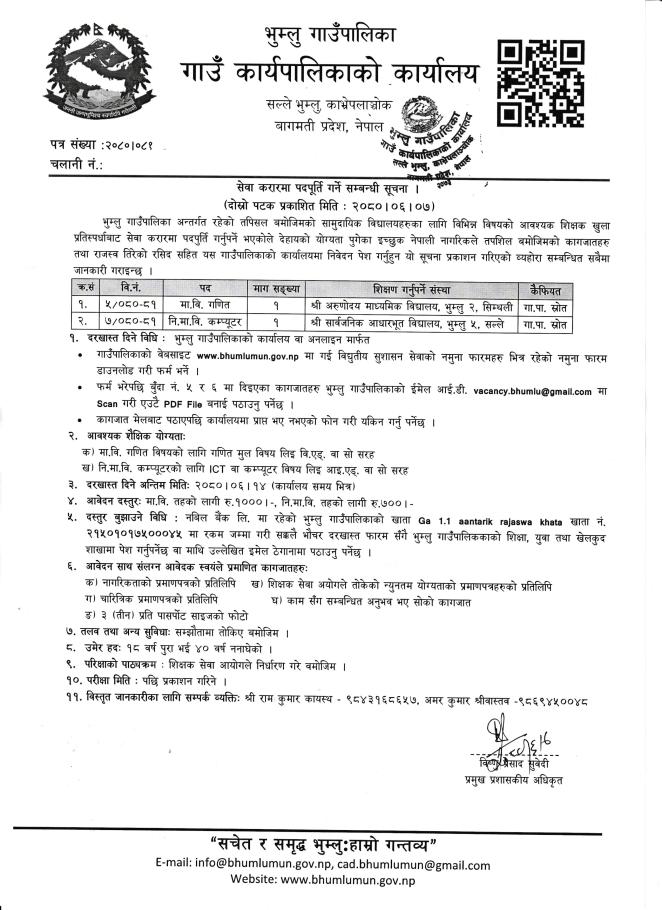 भुम्लु गाउँपालिका
गाउँ कार्यपालिकाको कार्यालय
सल्ले भुम्लु, काभ्रेपलाञ्चोक
बागमती प्रदेश, नेपाल
भुम्लु गाउँपालिका
गाउँ कार्यपालिकाको कार्यालय
सल्ले भुम्लु, काभ्रेपलाञ्चोक
बागमती प्रदेश, नेपाल
पत्र संख्या :२०८०।०८१
चलानी नं.:
सेवा करारमा पदपूर्ति गर्ने सम्बन्धी सूचना ।
(दोस्रो पटक प्रकाशित मिति : २०८०।०६।०७)
भुम्लु गाउँपालिका अन्तर्गत रहेको तपिसल बमोजिमको सामुदायिक विद्यालयहरुका लागि विभिन्न विषयको आवश्यक शिक्षक खुला
प्रतिस्पर्धाबाट सेवा करारमा पदपुर्ति गर्नुपर्ने भएकोले देहायको योग्यता पुगेका इच्छुक नेपाली नागरिकले तपशिल बमोजिमको कागजातहरु
तथा राजस्व तिरेको रसिद सहित यस गाउँपालिकाको कार्यालयमा निवेदन पेश गर्नुहुन यो सूचना प्रकाशन गरिएको व्यहोरा सम्बन्धित सबैमा
जानकारी गराइन्छ ।
क्र.सं वि.नं. पद माग सङ्ख्या शिक्षण गर्नुपर्ने संस्था कैफियत
१. ५/०८०-८१ मा.वि. गणित १ श्री अरुणोदय माध्यमिक विद्यालय, भुम्लु २, सिम्थली गा.पा. स्रोत
२. ७/०८०-८१ नि.मा.वि. कम्प्यूटर १ श्री सार्वजनिक आधारभूत विद्यालय, भुम्लु ५, सल्ले गा.पा. स्रोत
१. दरखास्त दिने विधि : भुम्लु गाउँपालिकाको कार्यालय वा अनलाइन मार्फत
• गाउँपालिकाको वेबसाइट www.bhumlumun.gov.np मा गई विद्युतीय सुशासन सेवाको नमुना फारमहरु भित्र रहेको नमुना फारम
डाउनलोड गरी फर्म भर्ने ।
• फर्म भरेपछि बुँदा नं. ५ र ६ मा दिइएका कागजातहरु भुम्लु गाउँपालिकाको ईमेल आई.डी. vacancy.bhumlu@gmail.com मा
Scan गरी एउटै PDF File बनाई पठाउनु पर्नेछ ।
• कागजात मेलबाट पठाएपछि कार्यालयमा प्राप्त भए नभएको फोन गरी यकिन गर्नु पर्नेछ ।
२. आवश्यक शैक्षिक योग्यताः
क) मा.वि. गणित विषयको लागि गणित मुल विषय लिइ वि.एड्. वा सो सरह
ख) नि.मा.वि. कम्प्यूटरको लागि ICT वा कम्प्यूटर विषय लिइ आइ.एड्. वा सो सरह
३. दरखास्त दिने अन्तिम मितिः २०८०।०६।१४ (कार्यालय समय भित्र)
४. आवेदन दस्तुरः मा.वि. तहको लागी रु.१०००।-, नि.मा.वि. तहको लागी रु.७००।-
५. दस्तुर बुझाउने विधि : नबिल बैंक लि. मा रहेको भुम्लु गाउँपालिकाको खाता Ga 1.1 aantarik rajaswa khata खाता नं.
२१५०१०१७५०००४५ मा रकम जम्मा गरी सक्कलै भौचर दरखास्त फारम सँगै भुम्लु गाउँपालिककाको शिक्षा, युवा तथा खेलकुद
शाखामा पेश गर्नुपर्नेछ वा माथि उल्लेखित इमेल ठेगानामा पठाउनु पर्नेछ ।
६. आवेदन साथ संलग्न आवेदक स्वयंले प्रमाणित कागजातहरुः
क) नागरिकताको प्रमाणपत्रको प्रतिलिपि ख) शिक्षक सेवा अयोगले तोकेको न्युनतम योग्यताको प्रमाणपत्रहरुको प्रतिलिपि
ग) चारित्रिक प्रमाणपत्रको प्रतिलिपि घ) काम सँग सम्बन्धित अनुभव भए सोको कागजात
ङ) ३ (तीन) प्रति पासर्पोट साइजको फोटो
७. तलव तथा अन्य सुविधाः सम्झौतामा तोकिए बमोजिम ।
८. उमेर हदः १८ वर्ष पुरा भई ४० वर्ष ननाघेको ।
९. परिक्षाको पाठ्यक्रम : शिक्षक सेवा आयोगले निर्धारण गरे बमोजिम ।
१०. परीक्षा मिति : पछि प्रकाशन गरिने ।
११. विस्तृत जानकारीका लागि सम्पर्क व्यक्तिः श्री राम कुमार कायस्थ - ९८४३१६८६५७, अमर कुमार श्रीवास्तव -९८६९४५००४८
विष्णु प्रसाद सुवेदी
प्रमुख प्रशासकीय अधिकृत
“सचेत र समृद्ध भुम्लु:हाम्रो गन्तव्य”
E-mail: info@bhumlumun.gov.np, cad.bhumlumun@gmail.com
Website: www.bhumlumun.gov.np